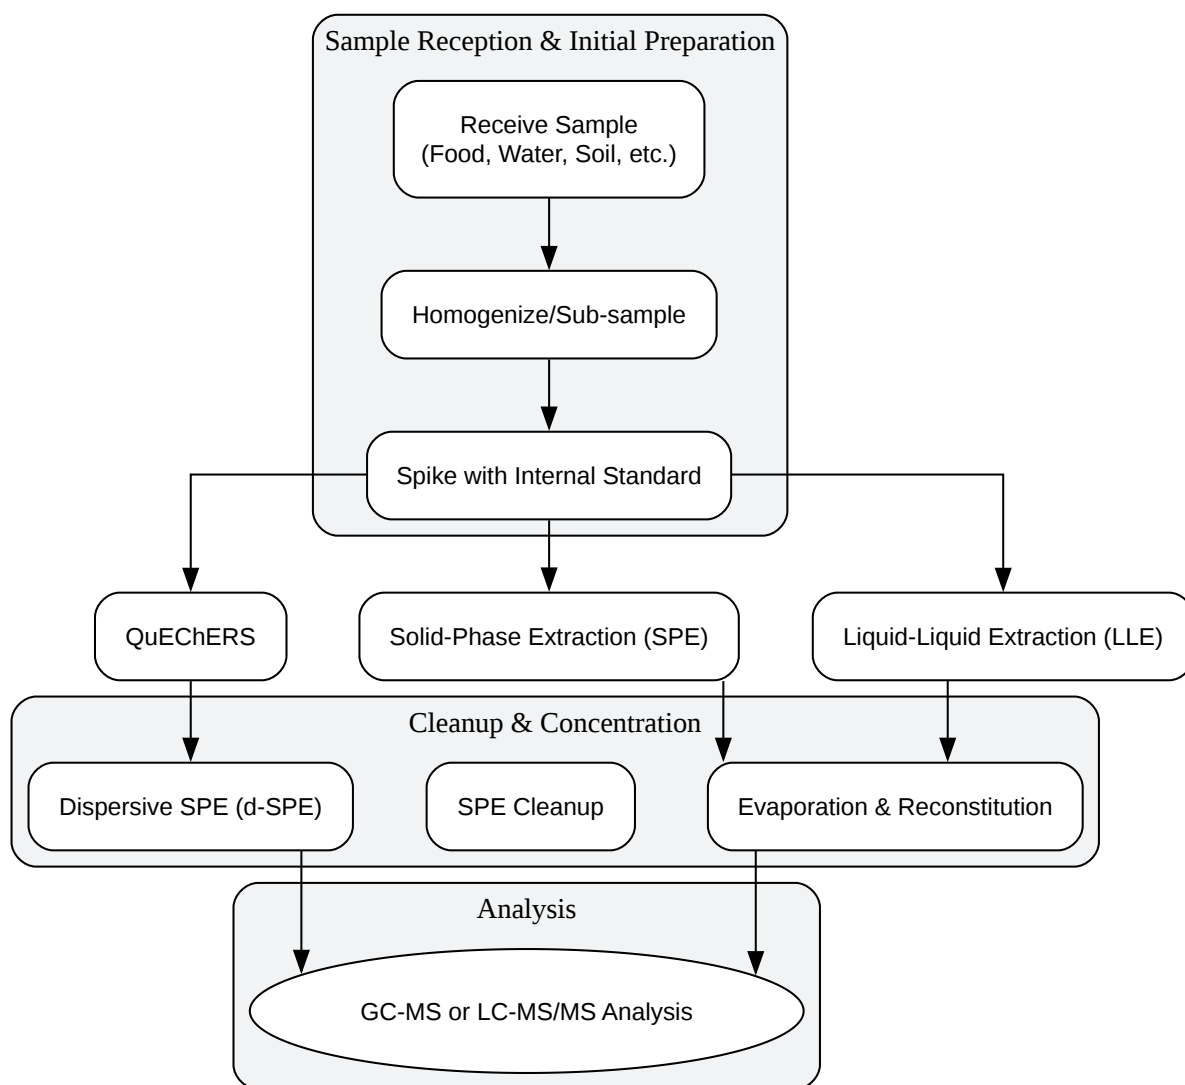 Sample Reception & Initial Preparation
Receive Sample
(Food, Water, Soil, etc.)
Homogenize/Sub-sample
Spike with Internal Standard
QuEChERS
Solid-Phase Extraction (SPE)
Liquid-Liquid Extraction (LLE)
Cleanup & Concentration
Dispersive SPE (d-SPE)
SPE Cleanup
Evaporation & Reconstitution
Analysis
GC-MS or LC-MS/MS Analysis